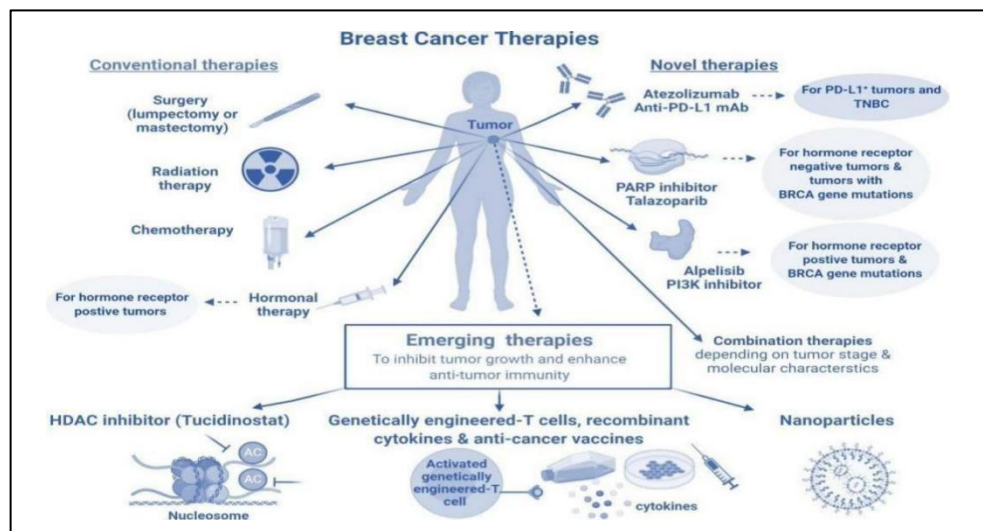 Breast Cancer Therapies
Conventional therapies
Surgery
(lumpectomy or
mastectomy)
Radiation
therapy
Chemotherapy
For hormone receptor
postive tumors
Hormonal
therapy
Tumor
Novel therapies
Atezolizumab
Anti-PD-L1 mAb
For PD-L1⁺ tumors and
TNBC
PARP inhibitor
Talazoparib
For hormone receptor
negative tumors &
tumors with
BRCA gene mutations
Alpelisib
PI3K inhibitor
For hormone receptor
postive tumors &
BRCA gene mutations
Combination therapies
depending on tumor stage &
molecular characterstics
Emerging therapies
To inhibit tumor growth and enhance
anti-tumor immunity
HDAC inhibitor (Tucidinostat)
AC
AC
Nucleosome
Genetically engineered-T cells, recombinant
cytokines & anti-cancer vaccines
Activated
genetically
engineered-T
cell
cytokines
Nanoparticles